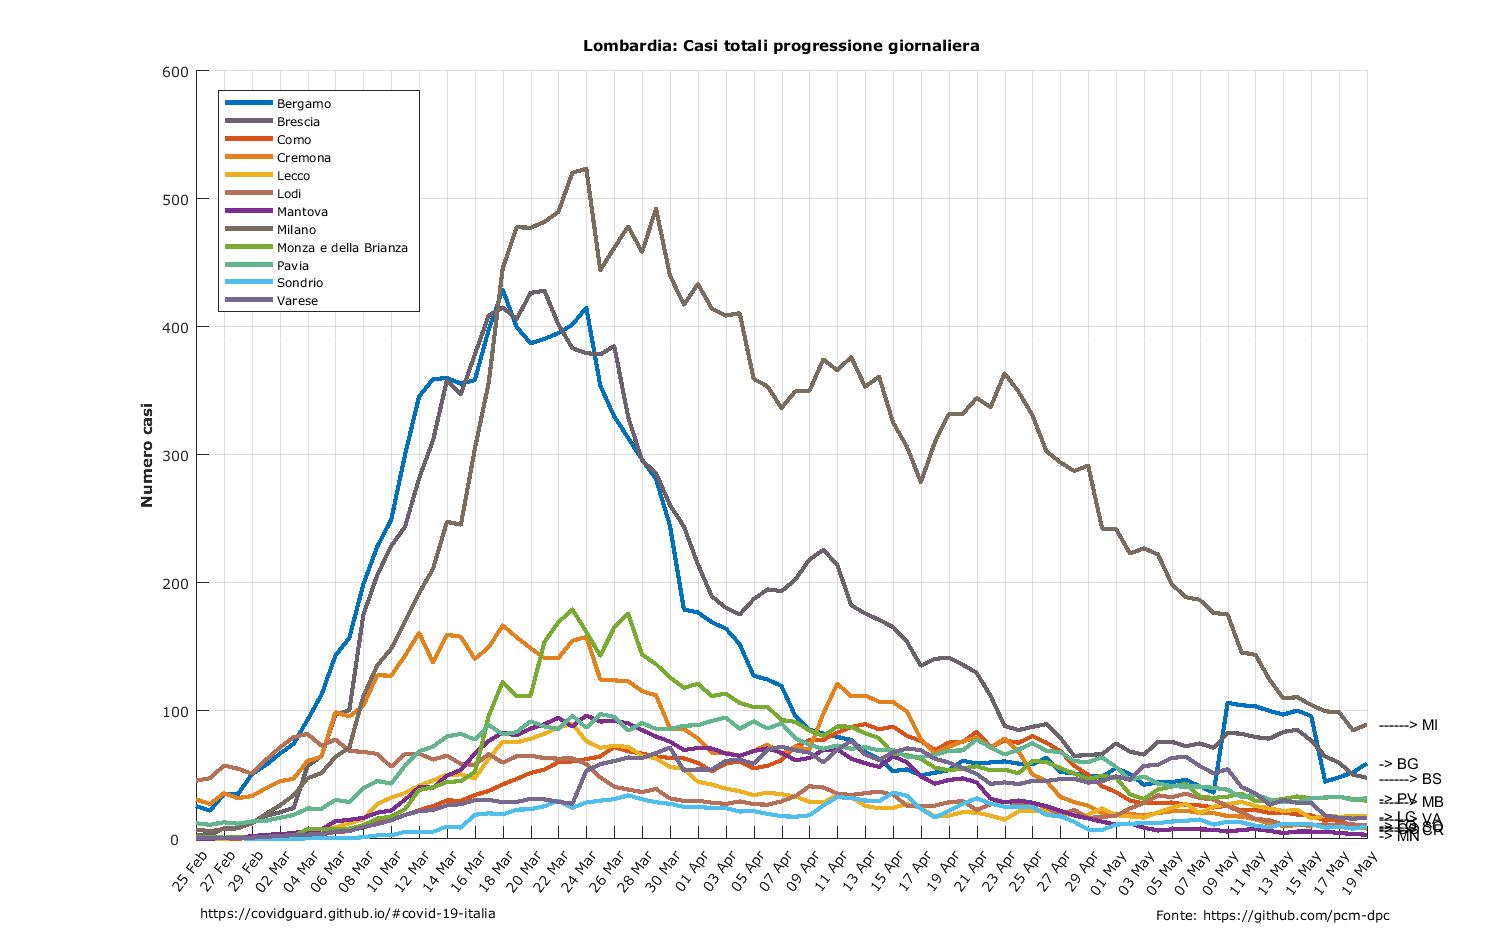 Lombardia: Casi totali progressione giornaliera
600
500
400
300
200
100
0
Numero casi
Bergamo
Brescia
Como
Cremona
Lecco
Lodi
Mantova
Milano
Monza e della Brianza
Pavia
Sondrio
Varese
------> MI
-> BG
------> BS
-> PV
------> MB
-> LC
------> VA
-> MN
25 Feb
27 Feb
29 Feb
02 Mar
04 Mar
06 Mar
08 Mar
10 Mar
12 Mar
14 Mar
16 Mar
18 Mar
20 Mar
22 Mar
24 Mar
26 Mar
28 Mar
30 Mar
01 Apr
03 Apr
05 Apr
07 Apr
09 Apr
11 Apr
13 Apr
15 Apr
17 Apr
19 Apr
21 Apr
23 Apr
25 Apr
27 Apr
29 Apr
01 May
03 May
05 May
07 May
09 May
11 May
13 May
15 May
17 May
19 May
https://covidguard.github.io/#covid-19-italia
Fonte: https://github.com/pcm-dpc